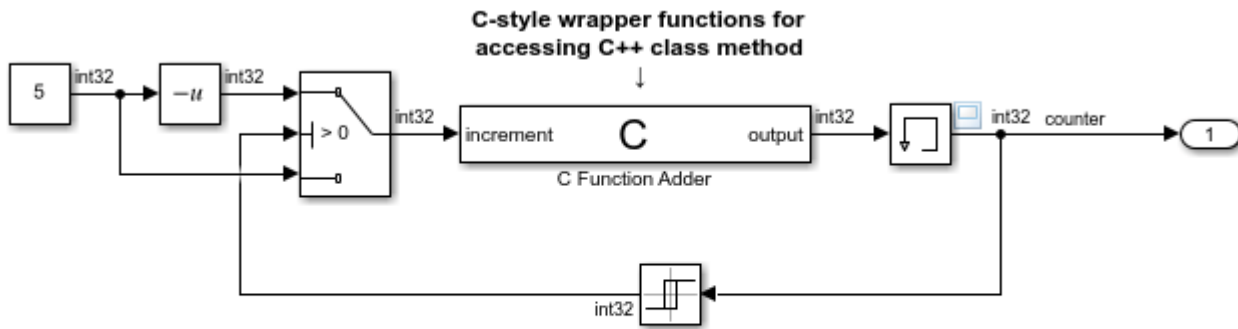 C-style wrapper functions for
accessing C++ class method
↓
5
int32
−u
int32
> 0
int32
increment
C
output
int32
int32
counter
1
C Function Adder
int32